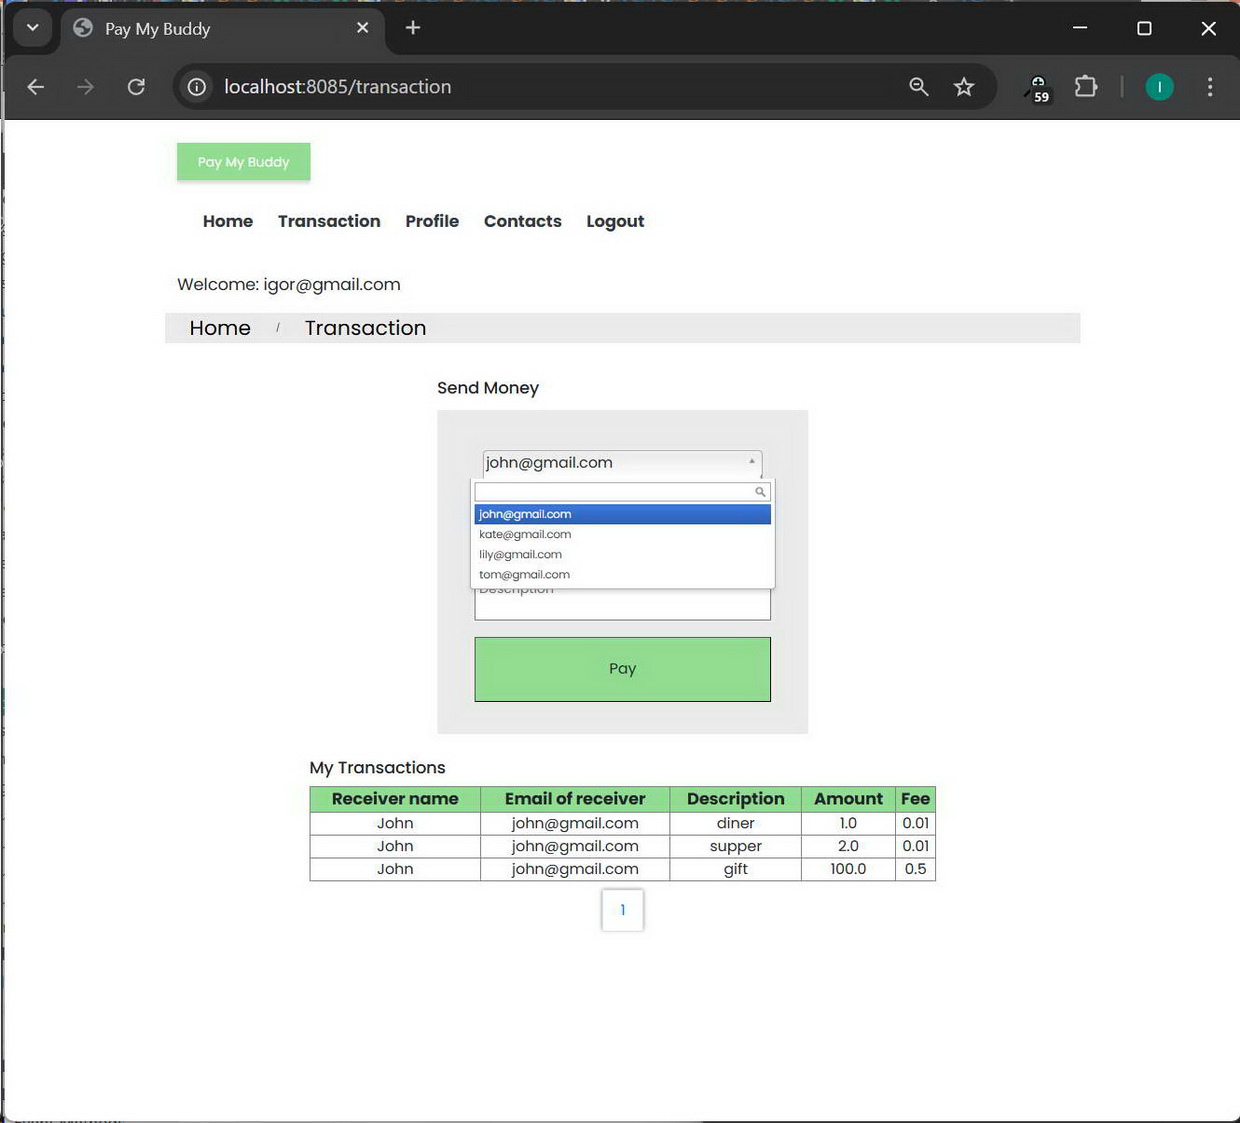 Pay My Buddy
localhost:8085/transaction
59
I
Pay My Buddy
Home Transaction Profile Contacts Logout
Welcome: igor@gmail.com
Home / Transaction
Send Money
john@gmail.com
john@gmail.com
kate@gmail.com
lily@gmail.com
tom@gmail.com
Description
Pay
My Transactions
Receiver name Email of receiver Description Amount Fee
John john@gmail.com diner 1.0 0.01
John john@gmail.com supper 2.0 0.01
John john@gmail.com gift 100.0 0.5
1